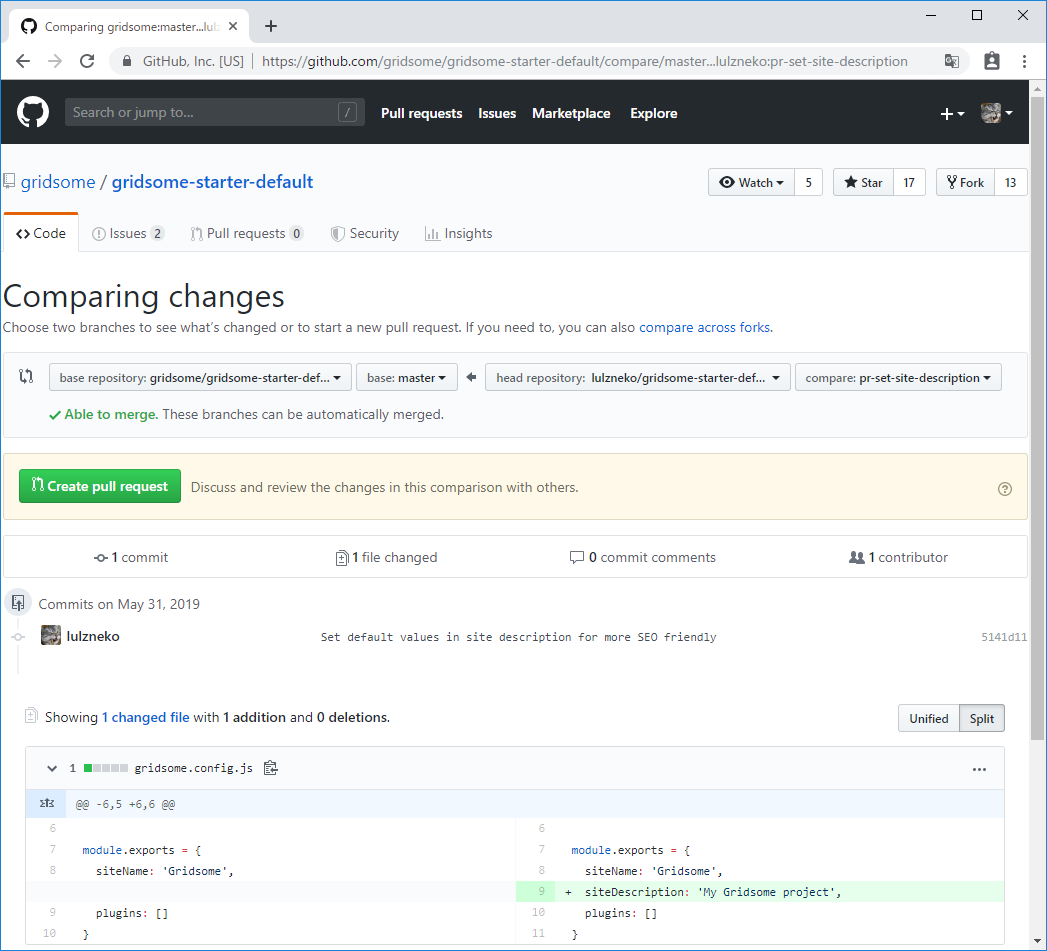 Comparing gridsome:master...lulz
GitHub, Inc. [US] | https://github.com/gridsome/gridsome-starter-default/compare/master...lulzneko:pr-set-site-description
Search or jump to... / Pull requests Issues Marketplace Explore
gridsome / gridsome-starter-default Watch 5 Star 17 Fork 13
Code Issues 2 Pull requests 0 Security Insights
Comparing changes
Choose two branches to see what's changed or to start a new pull request. If you need to, you can also compare across forks.
base repository: gridsome/gridsome-starter-def... base: master head repository: lulzneko/gridsome-starter-def... compare: pr-set-site-description
Able to merge. These branches can be automatically merged.
Create pull request Discuss and review the changes in this comparison with others.
1 commit 1 file changed 0 commit comments 1 contributor
Commits on May 31, 2019
lulzneko Set default values in site description for more SEO friendly 5141d11
Showing 1 changed file with 1 addition and 0 deletions. Unified Split
1 gridsome.config.js ...
@@ -6,5 +6,6 @@
6 6
7 module.exports = { 7 module.exports = {
8 siteName: 'Gridsome', 8 siteName: 'Gridsome',
9 + siteDescription: 'My Gridsome project',
9 plugins: [] 10 plugins: []
10 } 11 }